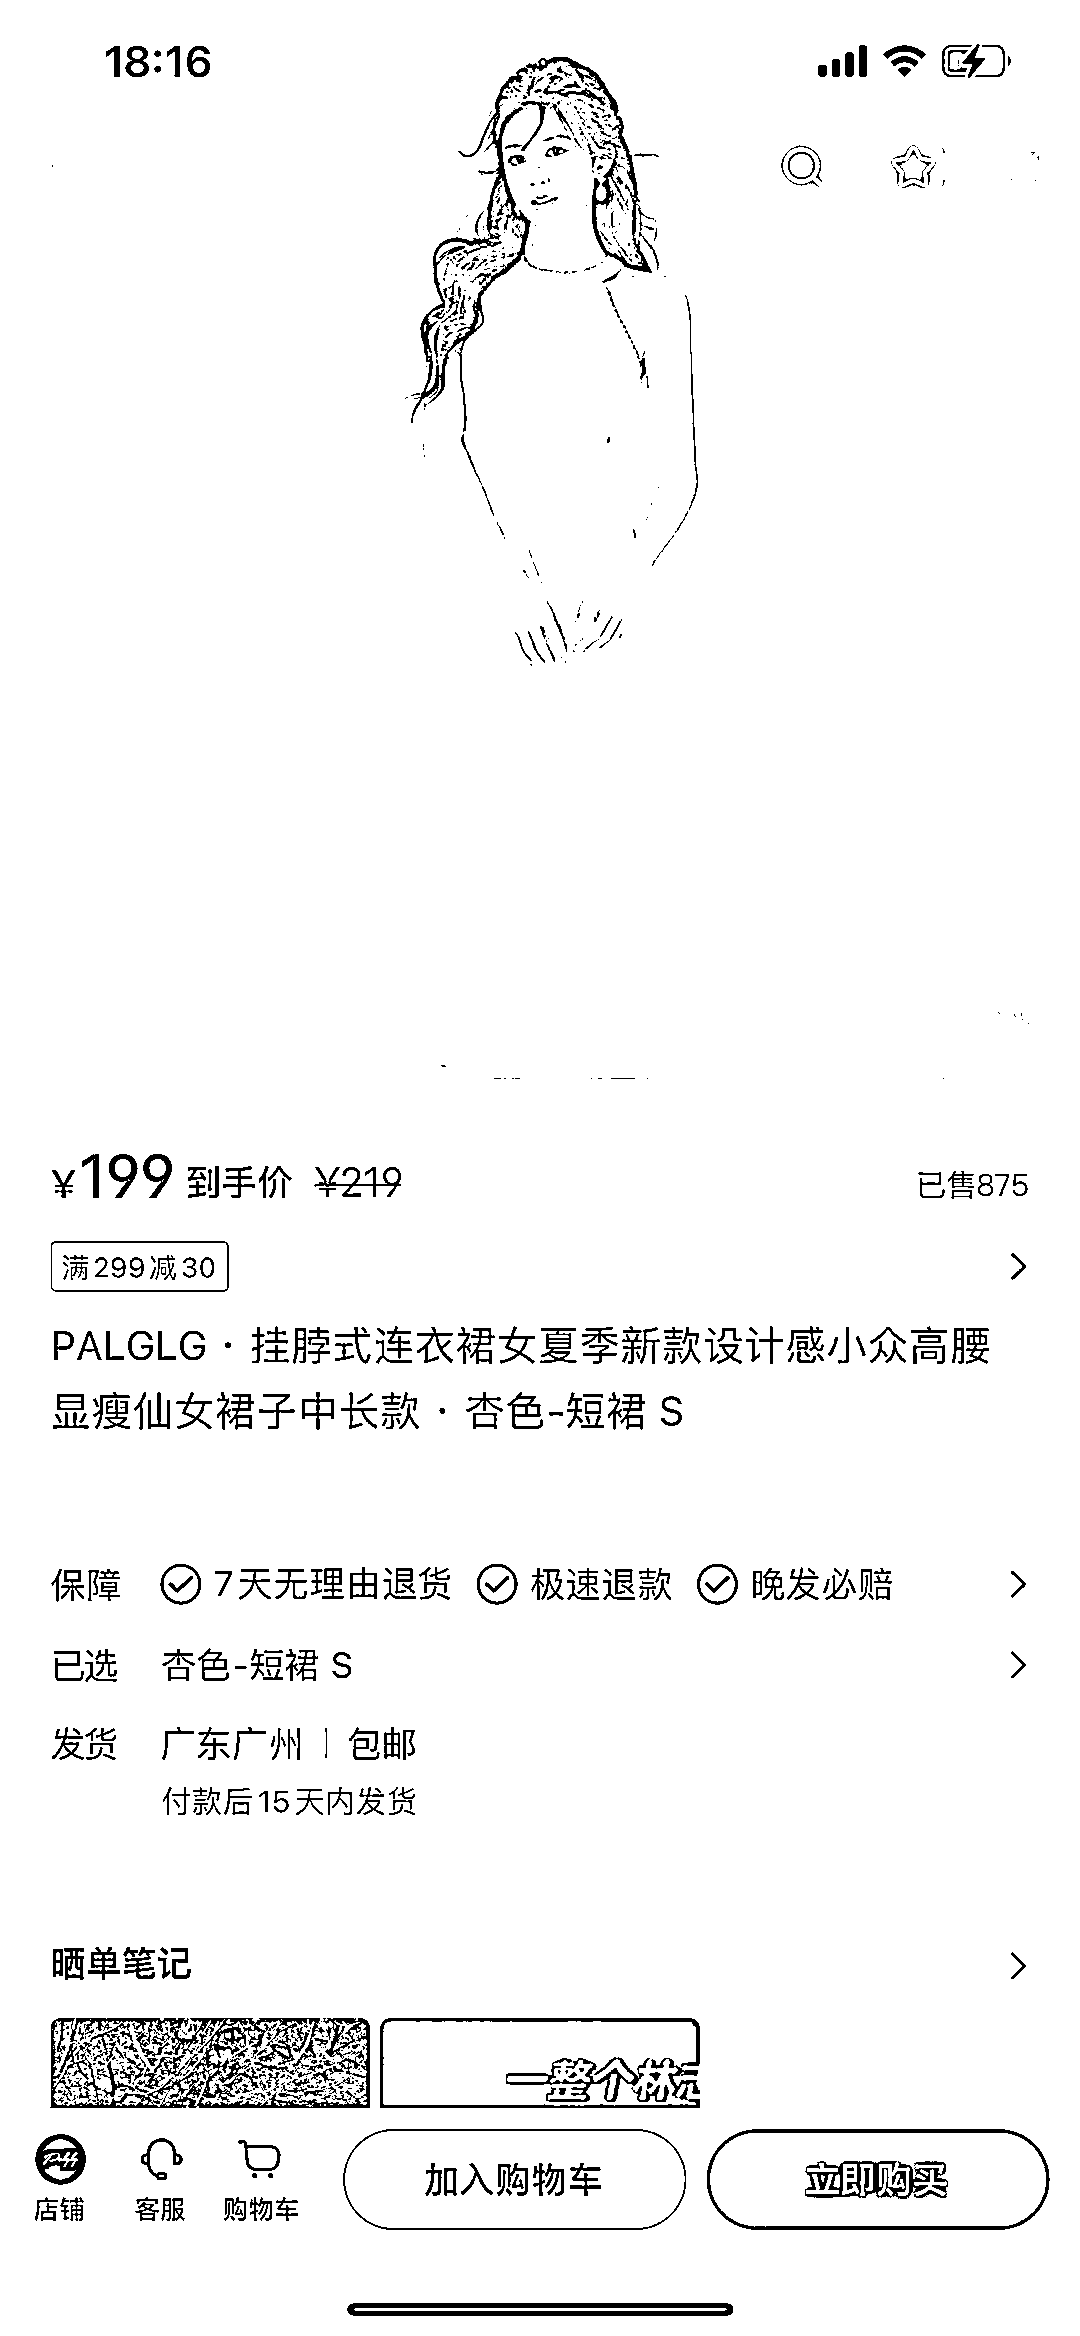 18:16
¥199 到手价 ¥219
已售875
满299减30
PALGLG · 挂脖式连衣裙女夏季新款设计感小众高腰
显瘦仙女裙子中长款 · 杏色-短裙 S
保障 7天无理由退货 极速退款 晚发必赔
已选 杏色-短裙 S
发货 广东广州 | 包邮
付款后15天内发货
晒单笔记
一整个林
店铺 客服 购物车 加入购物车 立即购买